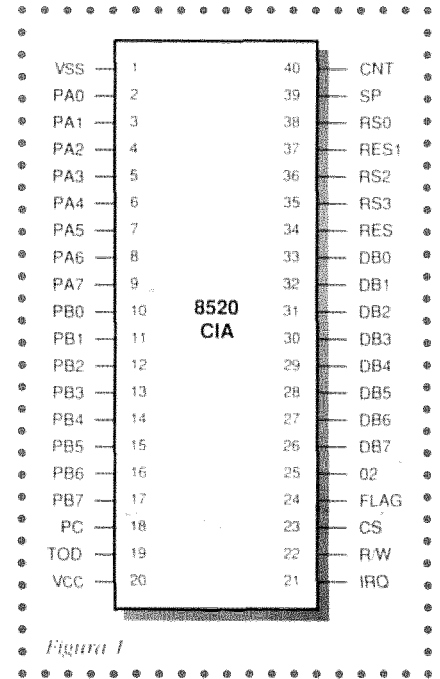 VSS 1 40 CNT
PA0 2 39 SP
PA1 3 38 RS0
PA2 4 37 RES1
PA3 5 36 RS2
PA4 6 35 RS3
PA5 7 34 RES
PA6 8 33 DB0
PA7 9 32 DB1
PB0 10 8520 31 DB2
PB1 11 CIA 30 DB3
PB2 12 29 DB4
PB3 13 28 DB5
PB4 14 27 DB6
PB5 15 26 DB7
PB6 16 25 02
PB7 17 24 FLAG
PC 18 23 CS
TOD 19 22 R/W
VCC 20 21 IRQ
Figura 1